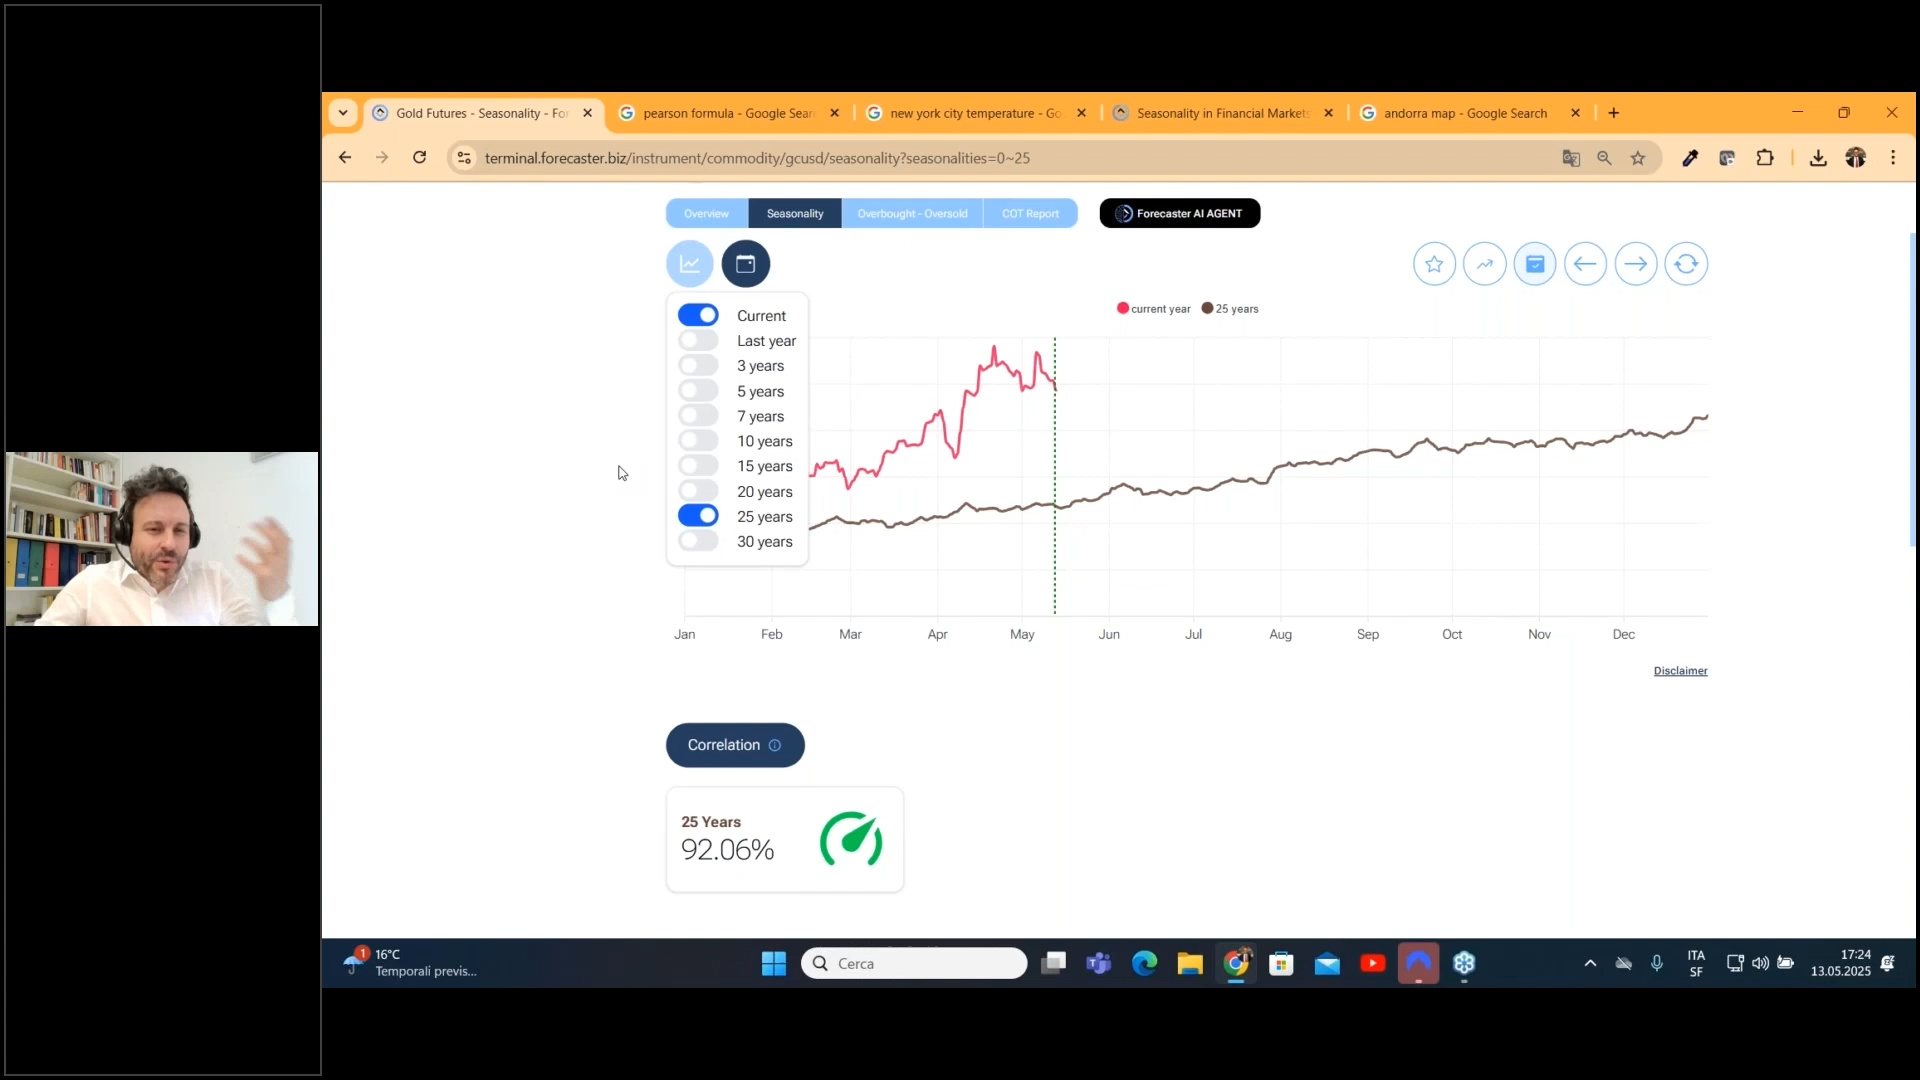 Gold Futures - Seasonality - For
pearson formula - Google Sear
new york city temperature - Go
Seasonality in Financial Markets
andorra map - Google Search
terminal.forecaster.biz/instrument/commodity/gcusd/seasonality?seasonalities=0~25
Overview
Seasonality
Overbought - Oversold
COT Report
Forecaster AI AGENT
current year
25 years
Current
Last year
3 years
5 years
7 years
10 years
15 years
20 years
25 years
30 years
Jan Feb Mar Apr May Jun Jul Aug Sep Oct Nov Dec
Disclaimer
Correlation
25 Years
92.06%
1
16°C
Temporali previs...
Cerca
ITA
SF
17:24
13.05.2025